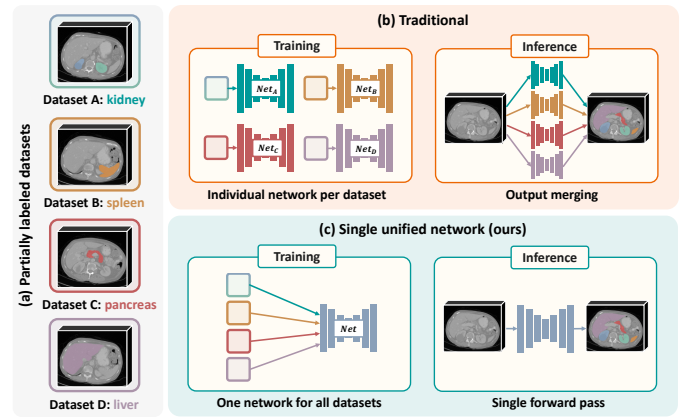 (a) Partially labeled datasets
Dataset A: kidney
Dataset B: spleen
Dataset C: pancreas
Dataset D: liver
(b) Traditional
Training
Net_A
Net_B
Net_C
Net_D
Individual network per dataset
Inference
Output merging
(c) Single unified network (ours)
Training
Net
One network for all datasets
Inference
Single forward pass